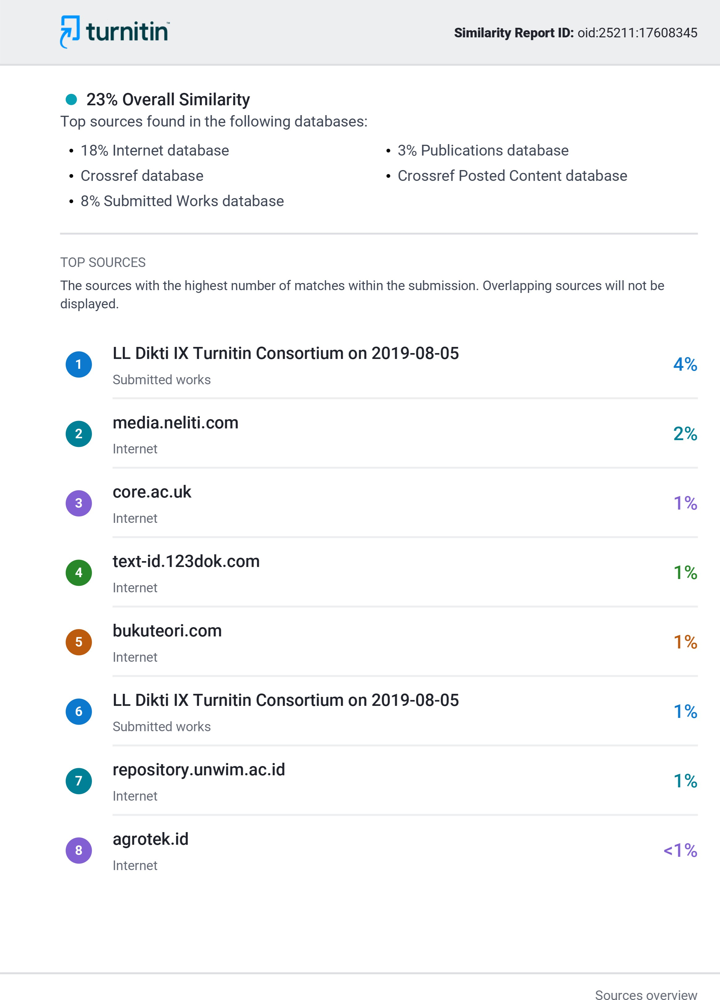 turnitin™
Similarity Report ID: oid:25211:17608345
23% Overall Similarity
Top sources found in the following databases:
• 18% Internet database
• 3% Publications database
• Crossref database
• Crossref Posted Content database
• 8% Submitted Works database
TOP SOURCES
The sources with the highest number of matches within the submission. Overlapping sources will not be
displayed.
1
LL Dikti IX Turnitin Consortium on 2019-08-05
4%
Submitted works
2
media.neliti.com
2%
Internet
3
core.ac.uk
1%
Internet
4
text-id.123dok.com
1%
Internet
5
bukuteori.com
1%
Internet
6
LL Dikti IX Turnitin Consortium on 2019-08-05
1%
Submitted works
7
repository.unwim.ac.id
1%
Internet
8
agrotek.id
<1%
Internet
Sources overview